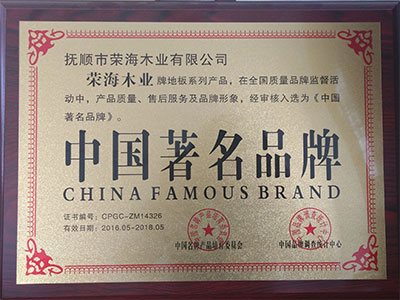 抚顺市荣海木业有限公司
荣海木业 牌地板系列产品，在全国质量品牌监督活
动中，产品质量、售后服务及品牌形象，经审核入选为《中国
著名品牌》。
中国著名品牌
CHINA FAMOUS BRAND
证书编号：CPGC-ZM14326
有效日期：2016.05-2018.05
中国名牌产品培育委员会
中国品牌调查统计中心